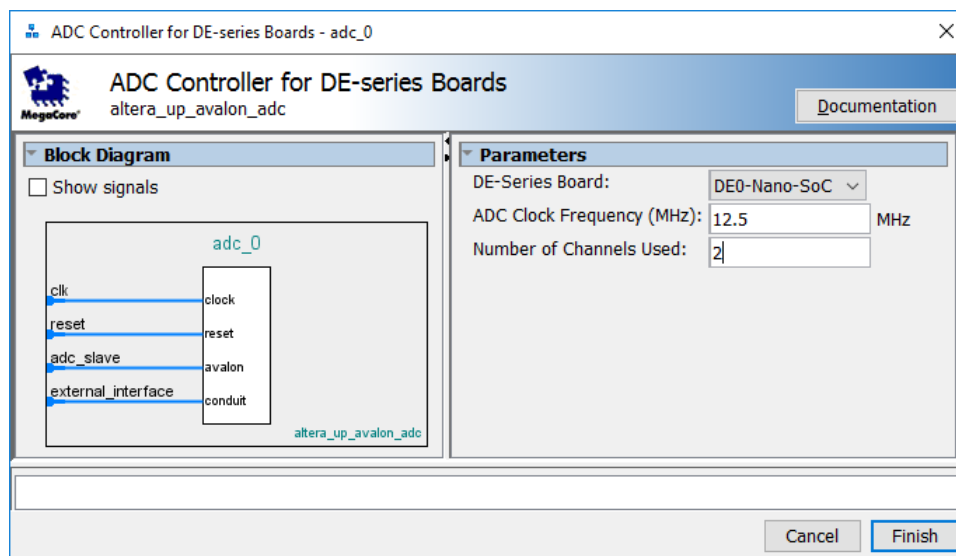 ADC Controller for DE-series Boards - adc_0
MegaCore®
ADC Controller for DE-series Boards
altera_up_avalon_adc
Documentation
Block Diagram
Show signals
adc_0
clk
clock
reset
reset
adc_slave
avalon
external_interface
conduit
altera_up_avalon_adc
Parameters
DE-Series Board: DE0-Nano-SoC
ADC Clock Frequency (MHz): 12.5 MHz
Number of Channels Used: 2
Cancel Finish